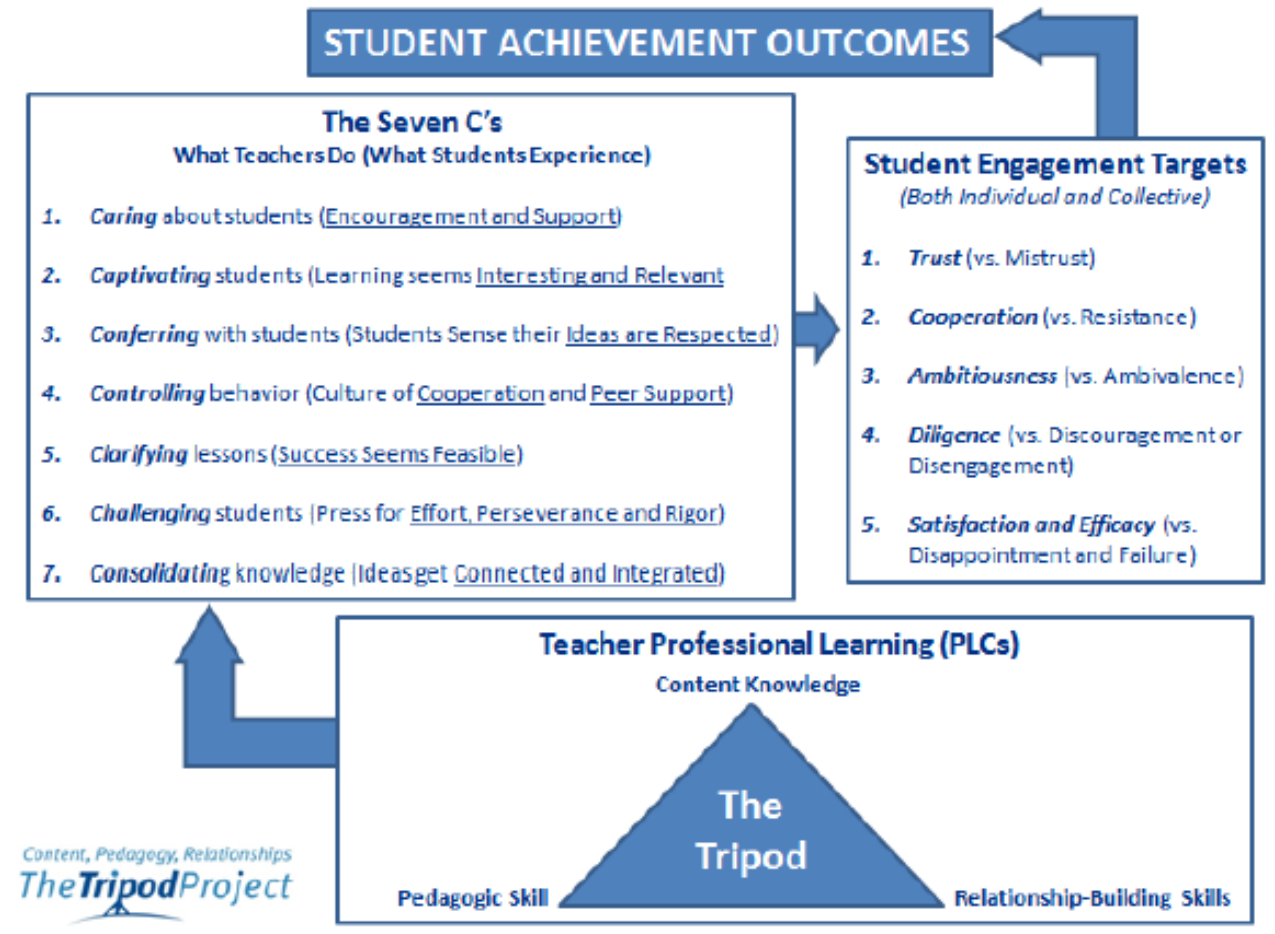 STUDENT ACHIEVEMENT OUTCOMES
The Seven C's
What Teachers Do (What Students Experience)
1. Caring about students (Encouragement and Support)
2. Captivating students (Learning seems Interesting and Relevant
3. Conferring with students (Students Sense their Ideas are Respected)
4. Controlling behavior (Culture of Cooperation and Peer Support)
5. Clarifying lessons (Success Seems Feasible)
6. Challenging students (Press for Effort, Perseverance and Rigor)
7. Consolidating knowledge (Ideas get Connected and Integrated)
Student Engagement Targets
(Both Individual and Collective)
1. Trust (vs. Mistrust)
2. Cooperation (vs. Resistance)
3. Ambitiousness (vs. Ambivalence)
4. Diligence (vs. Discouragement or
Disengagement)
5. Satisfaction and Efficacy (vs.
Disappointment and Failure)
Teacher Professional Learning (PLCs)
Content Knowledge
The
Tripod
Pedagogic Skill
Relationship-Building Skills
Content, Pedagogy, Relationships
TheTripodProject